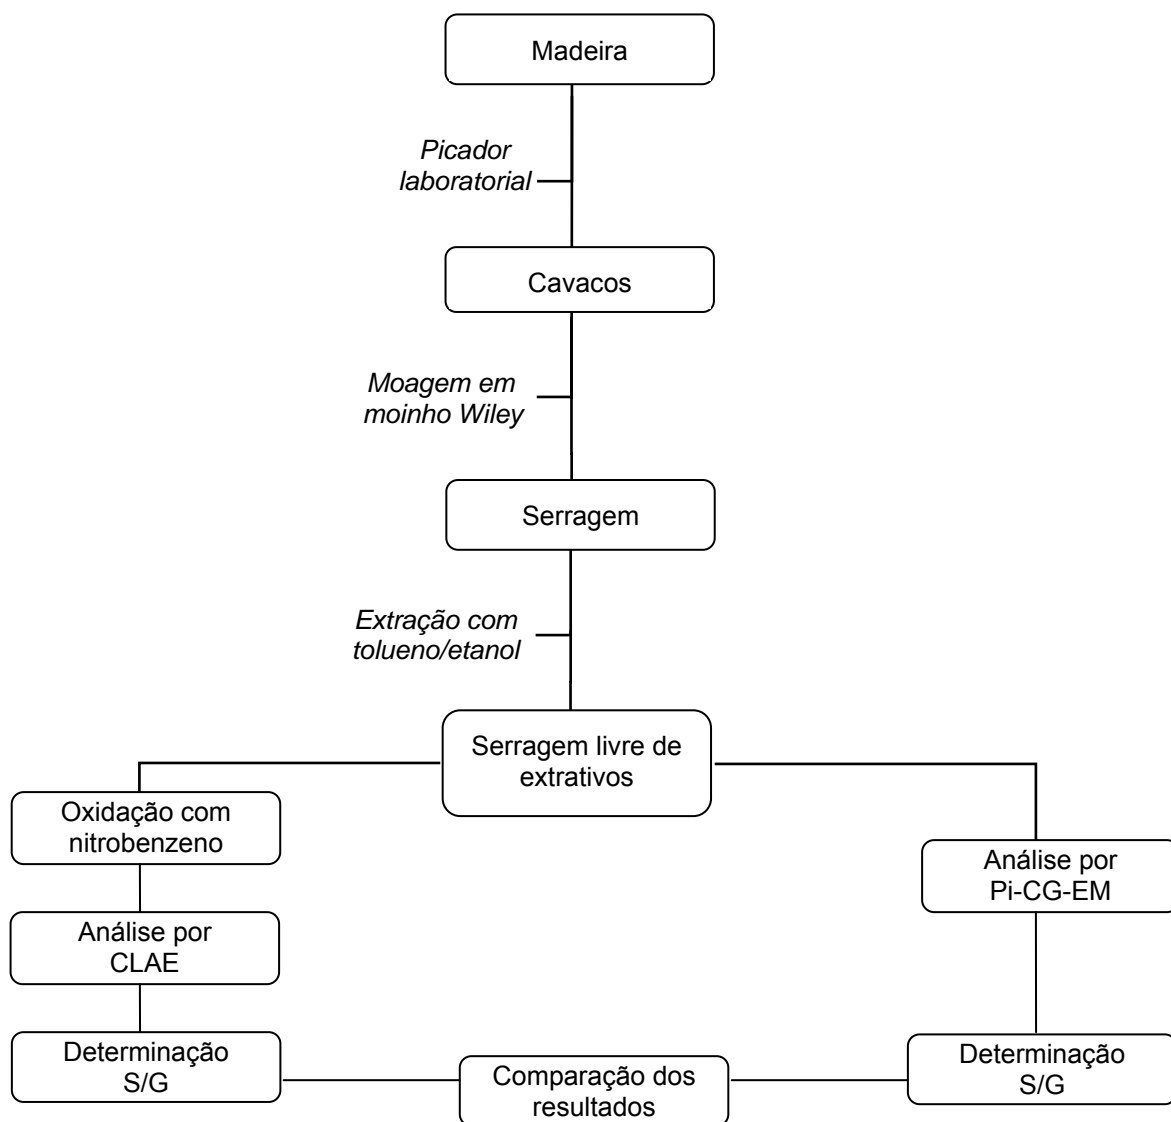 Madeira
Picador
laboratorial
Cavacos
Moagem em
moinho Wiley
Serragem
Extração com
tolueno/etanol
Serragem livre de
extrativos
Oxidação com
nitrobenzeno
Análise por
CLAE
Determinação
S/G
Análise por
Pi-CG-EM
Determinação
S/G
Comparação dos
resultados